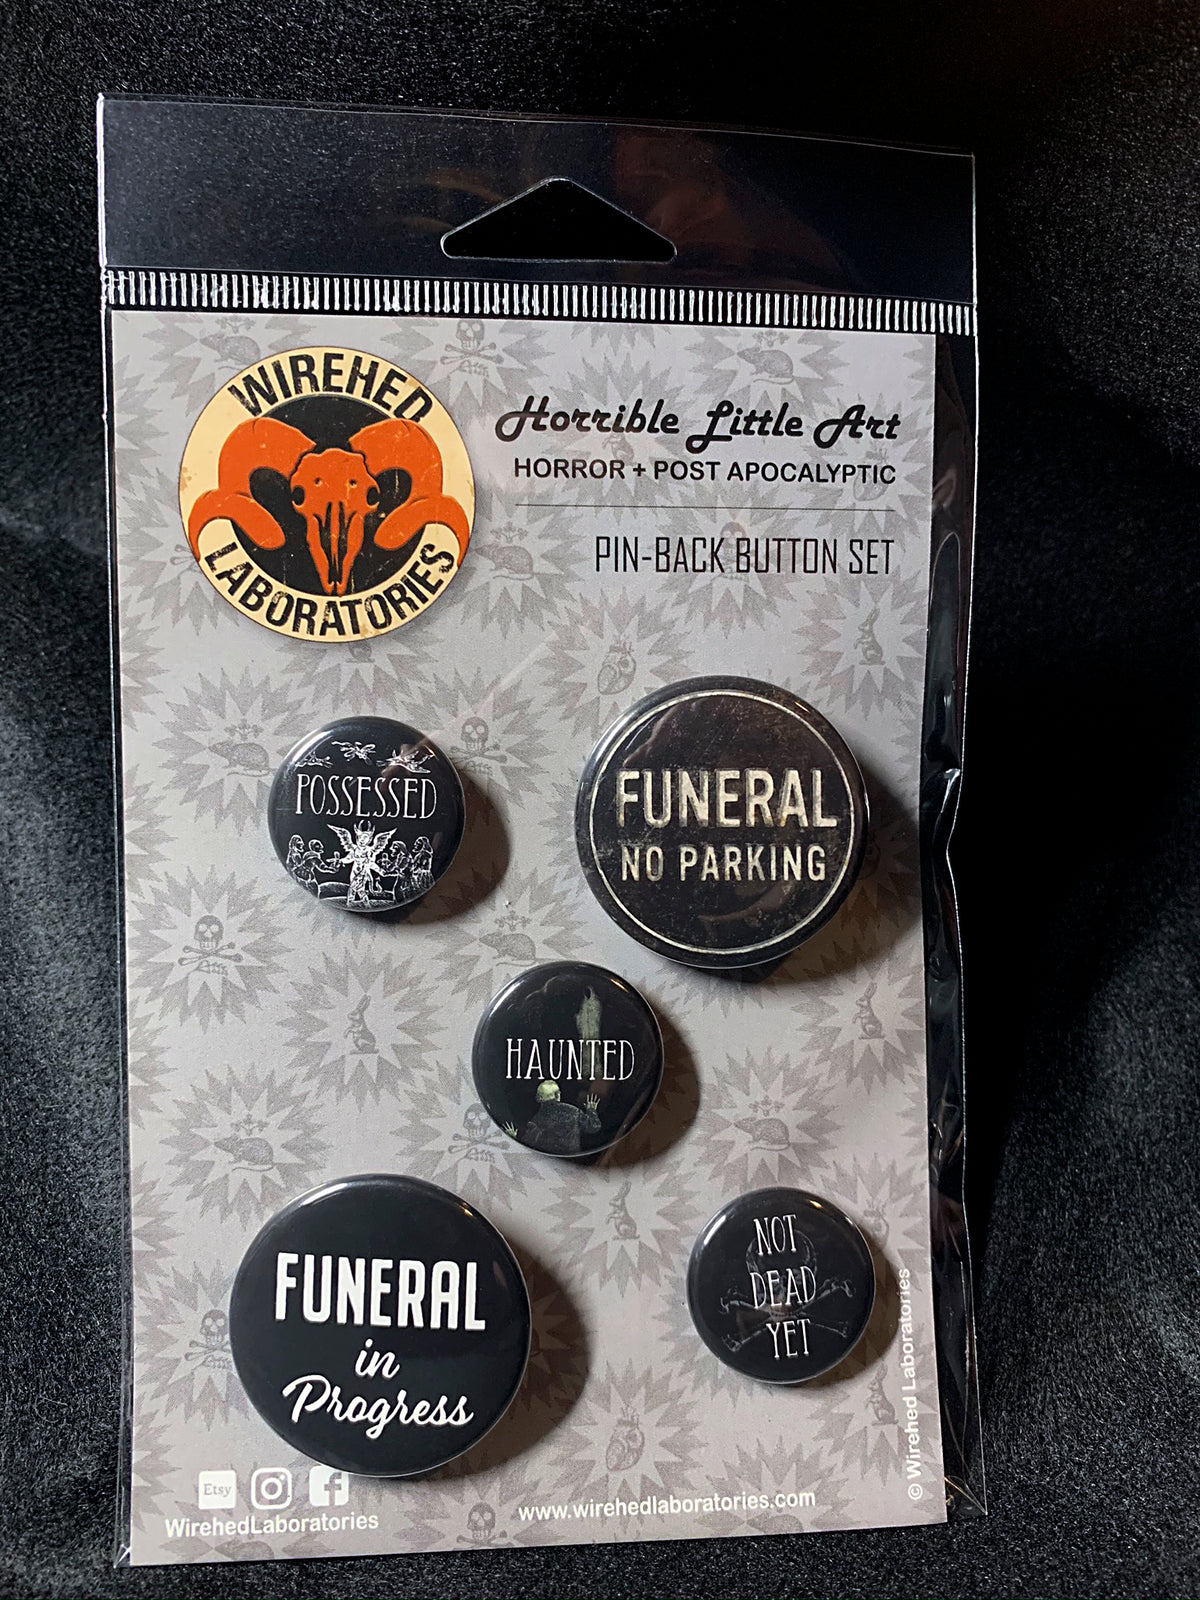 WIREHED
LABORATORIES
Horrible Little Art
HORROR + POST APOCALYPTIC
PIN-BACK BUTTON SET
POSSESSED
FUNERAL
NO PARKING
HAUNTED
FUNERAL
in
Progress
NOT
DEAD
YET
Etsy
WirehedLaboratories
www.wirehedlaboratories.com
© Wirehed Laboratories